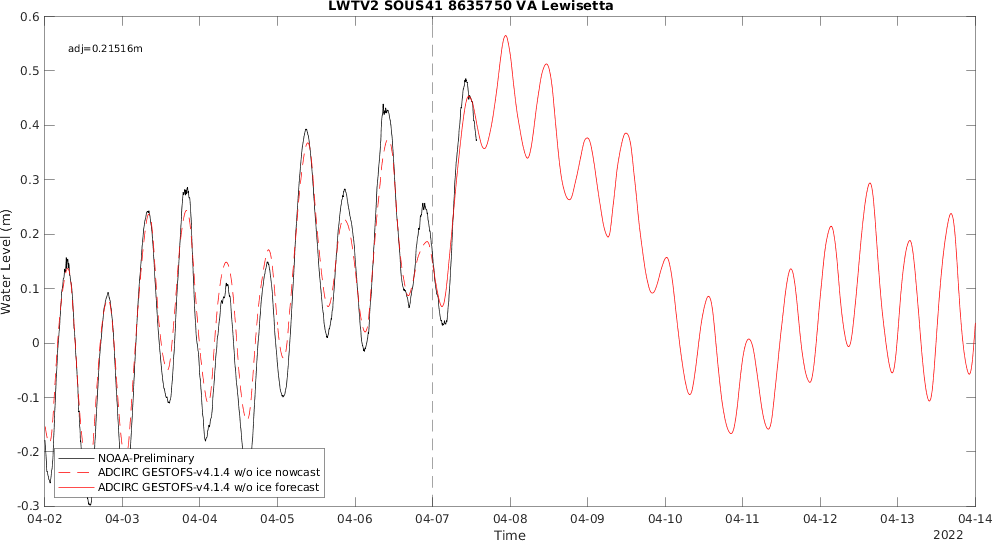 LWTV2 SOUS41 8635750 VA Lewisetta
adj=0.21516m
Water Level (m)
0.6
0.5
0.4
0.3
0.2
0.1
0
-0.1
-0.2
-0.3
NOAA-Preliminary
ADCIRC GESTOFS-v4.1.4 w/o ice nowcast
ADCIRC GESTOFS-v4.1.4 w/o ice forecast
04-02 04-03 04-04 04-05 04-06 04-07 04-08 04-09 04-10 04-11 04-12 04-13 04-14
Time
2022